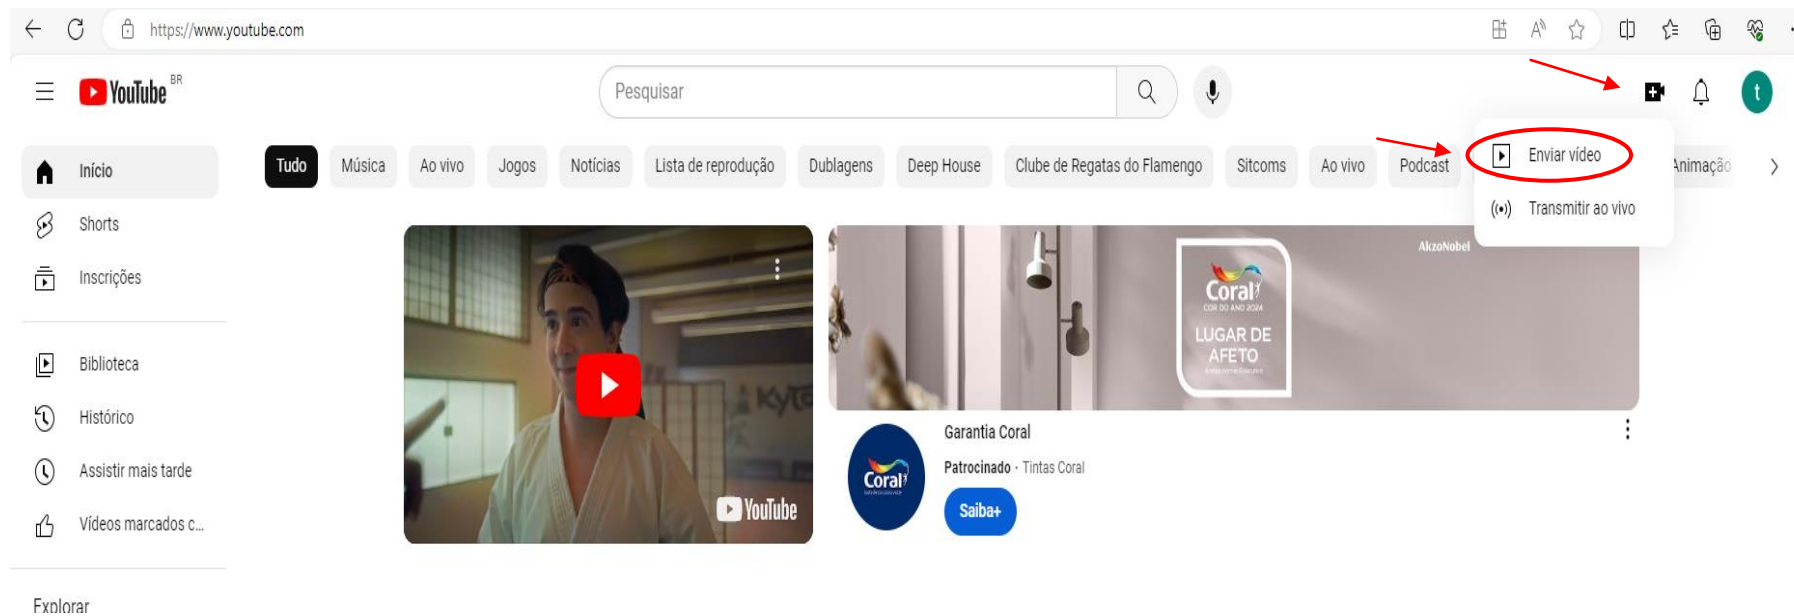 https://www.youtube.com
YouTube BR
Pesquisar
t
Início
Tudo
Música
Ao vivo
Jogos
Notícias
Lista de reprodução
Dublagens
Deep House
Clube de Regatas do Flamengo
Sitcoms
Ao vivo
Podcast
Animação
Enviar vídeo
Transmitir ao vivo
Shorts
Inscrições
Biblioteca
Histórico
Assistir mais tarde
Vídeos marcados c...
Explorar
YouTube
AkzoNobel
Coral
COR DO ANO 2024
LUGAR DE
AFETO
Coral
Garantia Coral
Patrocinado · Tintas Coral
Saiba+